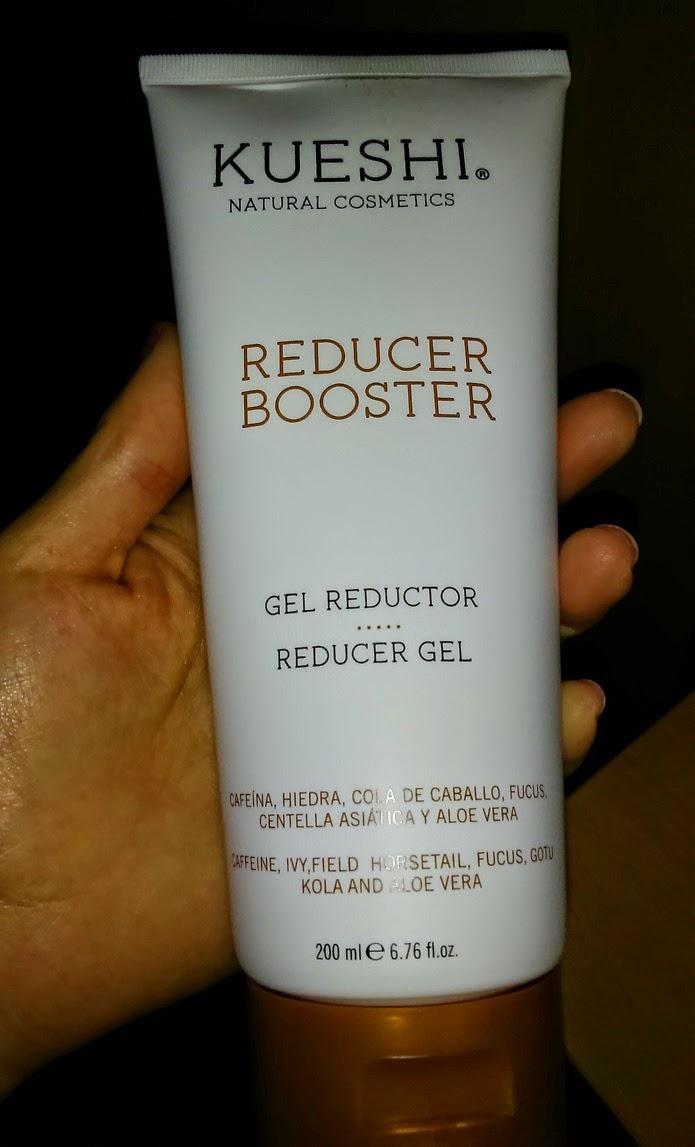 KUESHI®
NATURAL COSMETICS
REDUCER
BOOSTER
GEL REDUCTOR
.....
REDUCER GEL
CAFEÍNA, HIEDRA, COLA DE CABALLO, FUCUS,
CENTELLA ASIÁTICA Y ALOE VERA
CAFFEINE, IVY,FIELD HORSETAIL, FUCUS, GOTU
KOLA AND ALOE VERA
200 ml ℮ 6.76 fl.oz.